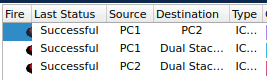 Fire Last Status Source Destination Type
Successful PC1 PC2 IC...
Successful PC1 Dual Stac... IC...
Successful PC2 Dual Stac... IC...